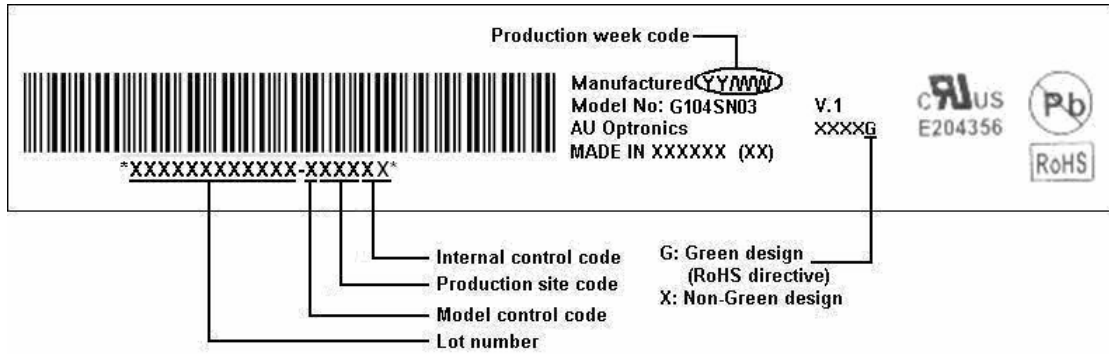 Production week code
Manufactured YY/WW
Model No: G104SN03 V.1
AU Optronics XXXXG
MADE IN XXXXXX (XX)
*XXXXXXXXXXXX-XXXXXX*
C RU US
E204356
Pb
RoHS
Internal control code
Production site code
Model control code
Lot number
G: Green design
(RoHS directive)
X: Non-Green design